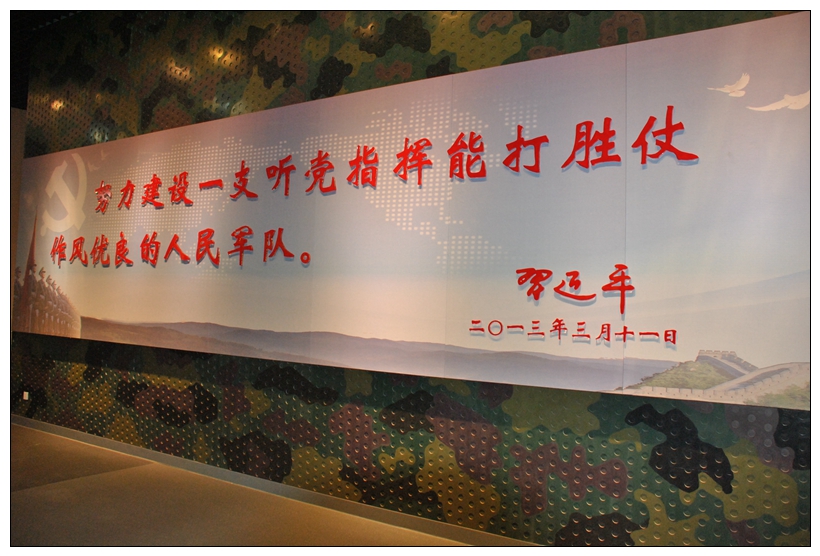 努力建设一支听党指挥能打胜仗
作风优良的人民军队。
习近平
二〇一三年三月十一日